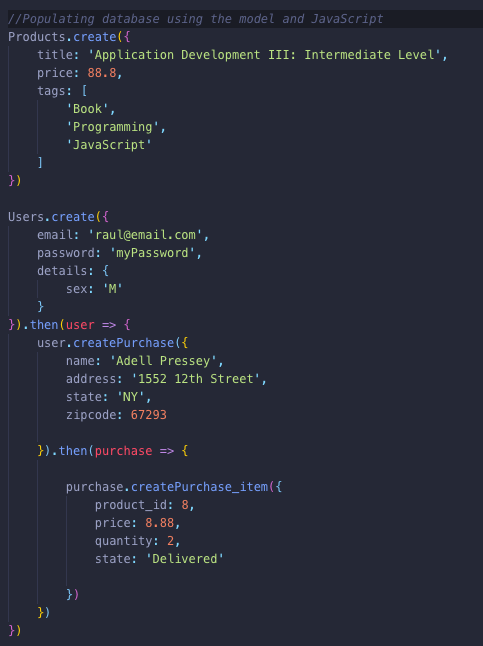 //Populating database using the model and JavaScript
Products.create({
    title: 'Application Development III: Intermediate Level',
    price: 88.8,
    tags: [
        'Book',
        'Programming',
        'JavaScript'
    ]
})

Users.create({
    email: 'raul@email.com',
    password: 'myPassword',
    details: {
        sex: 'M'
    }
}).then(user => {
    user.createPurchase({
        name: 'Adell Pressey',
        address: '1552 12th Street',
        state: 'NY',
        zipcode: 67293

    }).then(purchase => {

        purchase.createPurchase_item({
            product_id: 8,
            price: 8.88,
            quantity: 2,
            state: 'Delivered'

        })
    })
})